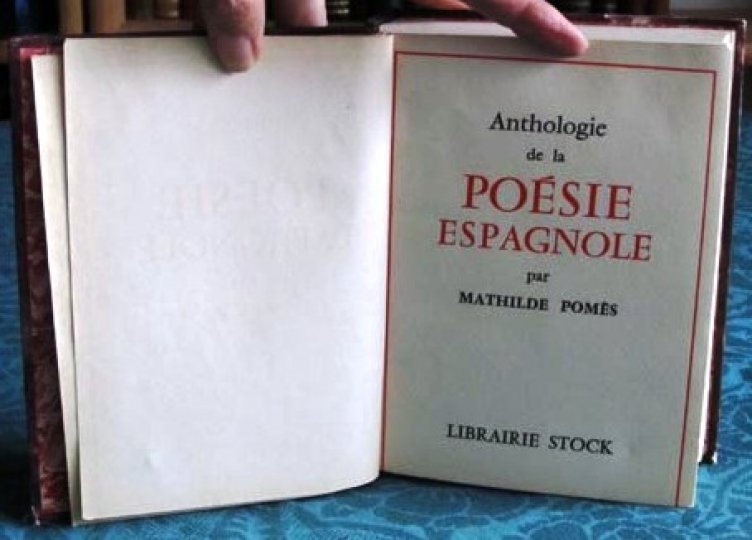 Anthologie
de la
POÉSIE
ESPAGNOLE
par
MATHILDE POMÈS
LIBRAIRIE STOCK